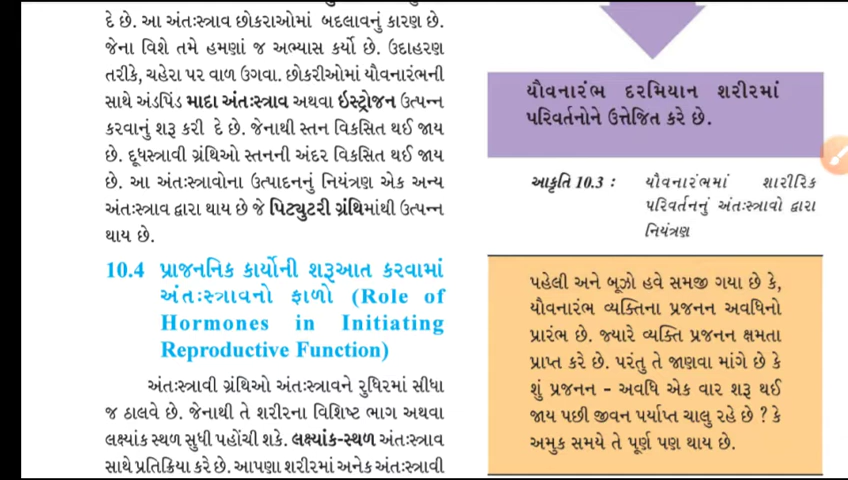 દે છે. આ અંતઃસ્ત્રાવ છોકરાઓમાં બદલાવનું કારણ છે.
જેના વિશે તમે હમણાં જ અભ્યાસ કર્યો છે. ઉદાહરણ
તરીકે, ચહેરા પર વાળ ઉગવા. છોકરીઓમાં યૌવનારંભની
સાથે અંડપિંડ માદા અંતઃસ્ત્રાવ અથવા ઇસ્ટ્રોજન ઉત્પન્ન
કરવાનું શરૂ કરી દે છે. જેનાથી સ્તન વિકસિત થઈ જાય
છે. દૂધસ્ત્રાવી ગ્રંથિઓ સ્તનની અંદર વિકસિત થઈ જાય
છે. આ અંતઃસ્ત્રાવોના ઉત્પાદનનું નિયંત્રણ એક અન્ય
અંતઃસ્ત્રાવ દ્વારા થાય છે જે પિટ્યુટરી ગ્રંથિમાંથી ઉત્પન્ન
થાય છે.
10.4 પ્રાજનનિક કાર્યોની શરૂઆત કરવામાં
અંતઃસ્ત્રાવનો ફાળો (Role of
Hormones in Initiating
Reproductive Function)
અંતઃસ્ત્રાવી ગ્રંથિઓ અંતઃસ્ત્રાવને રુધિરમાં સીધા
જ ઠાલવે છે. જેનાથી તે શરીરના વિશિષ્ટ ભાગ અથવા
લક્ષ્યાંક સ્થળ સુધી પહોંચી શકે. લક્ષ્યાંક-સ્થળ અંતઃસ્ત્રાવ
સાથે પ્રતિક્રિયા કરે છે. આપણા શરીરમાં અનેક અંતઃસ્ત્રાવી
યૌવનારંભ દરમિયાન શરીરમાં
પરિવર્તનોને ઉત્તેજિત કરે છે.
આકૃતિ 10.3 : યૌવનારંભમાં શારીરિક
પરિવર્તનનું અંતઃસ્ત્રાવો દ્વારા
નિયંત્રણ
પહેલી અને બૂઝો હવે સમજી ગયા છે કે,
યૌવનારંભ વ્યક્તિના પ્રજનન અવધિનો
પ્રારંભ છે. જ્યારે વ્યક્તિ પ્રજનન ક્ષમતા
પ્રાપ્ત કરે છે. પરંતુ તે જાણવા માંગે છે કે
શું પ્રજનન - અવધિ એક વાર શરૂ થઈ
જાય પછી જીવન પર્યાપ્ત ચાલુ રહે છે ? કે
અમુક સમયે તે પૂર્ણ પણ થાય છે.